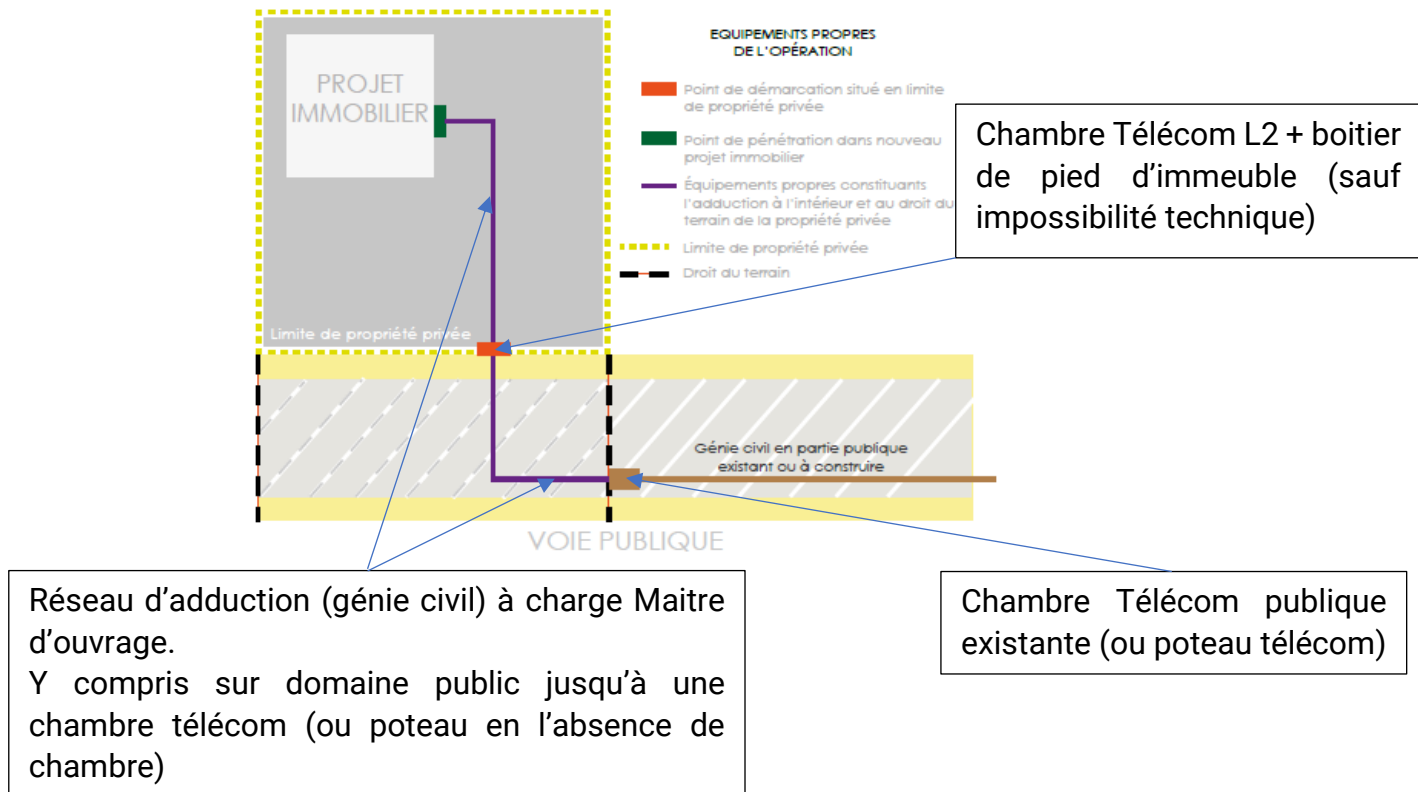 PROJET
IMMOBILIER
EQUIPEMENTS PROPRES
DE L'OPÉRATION
Point de démarcation situé en limite
de propriété privée
Point de pénétration dans nouveau
projet immobilier
Équipements propres constituants
l'adduction à l'intérieur et au droit du
terrain de la propriété privée
Limite de propriété privée
Droit du terrain
Chambre Télécom L2 + boitier
de pied d'immeuble (sauf
impossibilité technique)
Limite de propriété privée
Génie civil en partie publique
existant ou à construire
VOIE PUBLIQUE
Réseau d'adduction (génie civil) à charge Maitre
d'ouvrage.
Y compris sur domaine public jusqu'à une
chambre télécom (ou poteau en l'absence de
chambre)
Chambre Télécom publique
existante (ou poteau télécom)